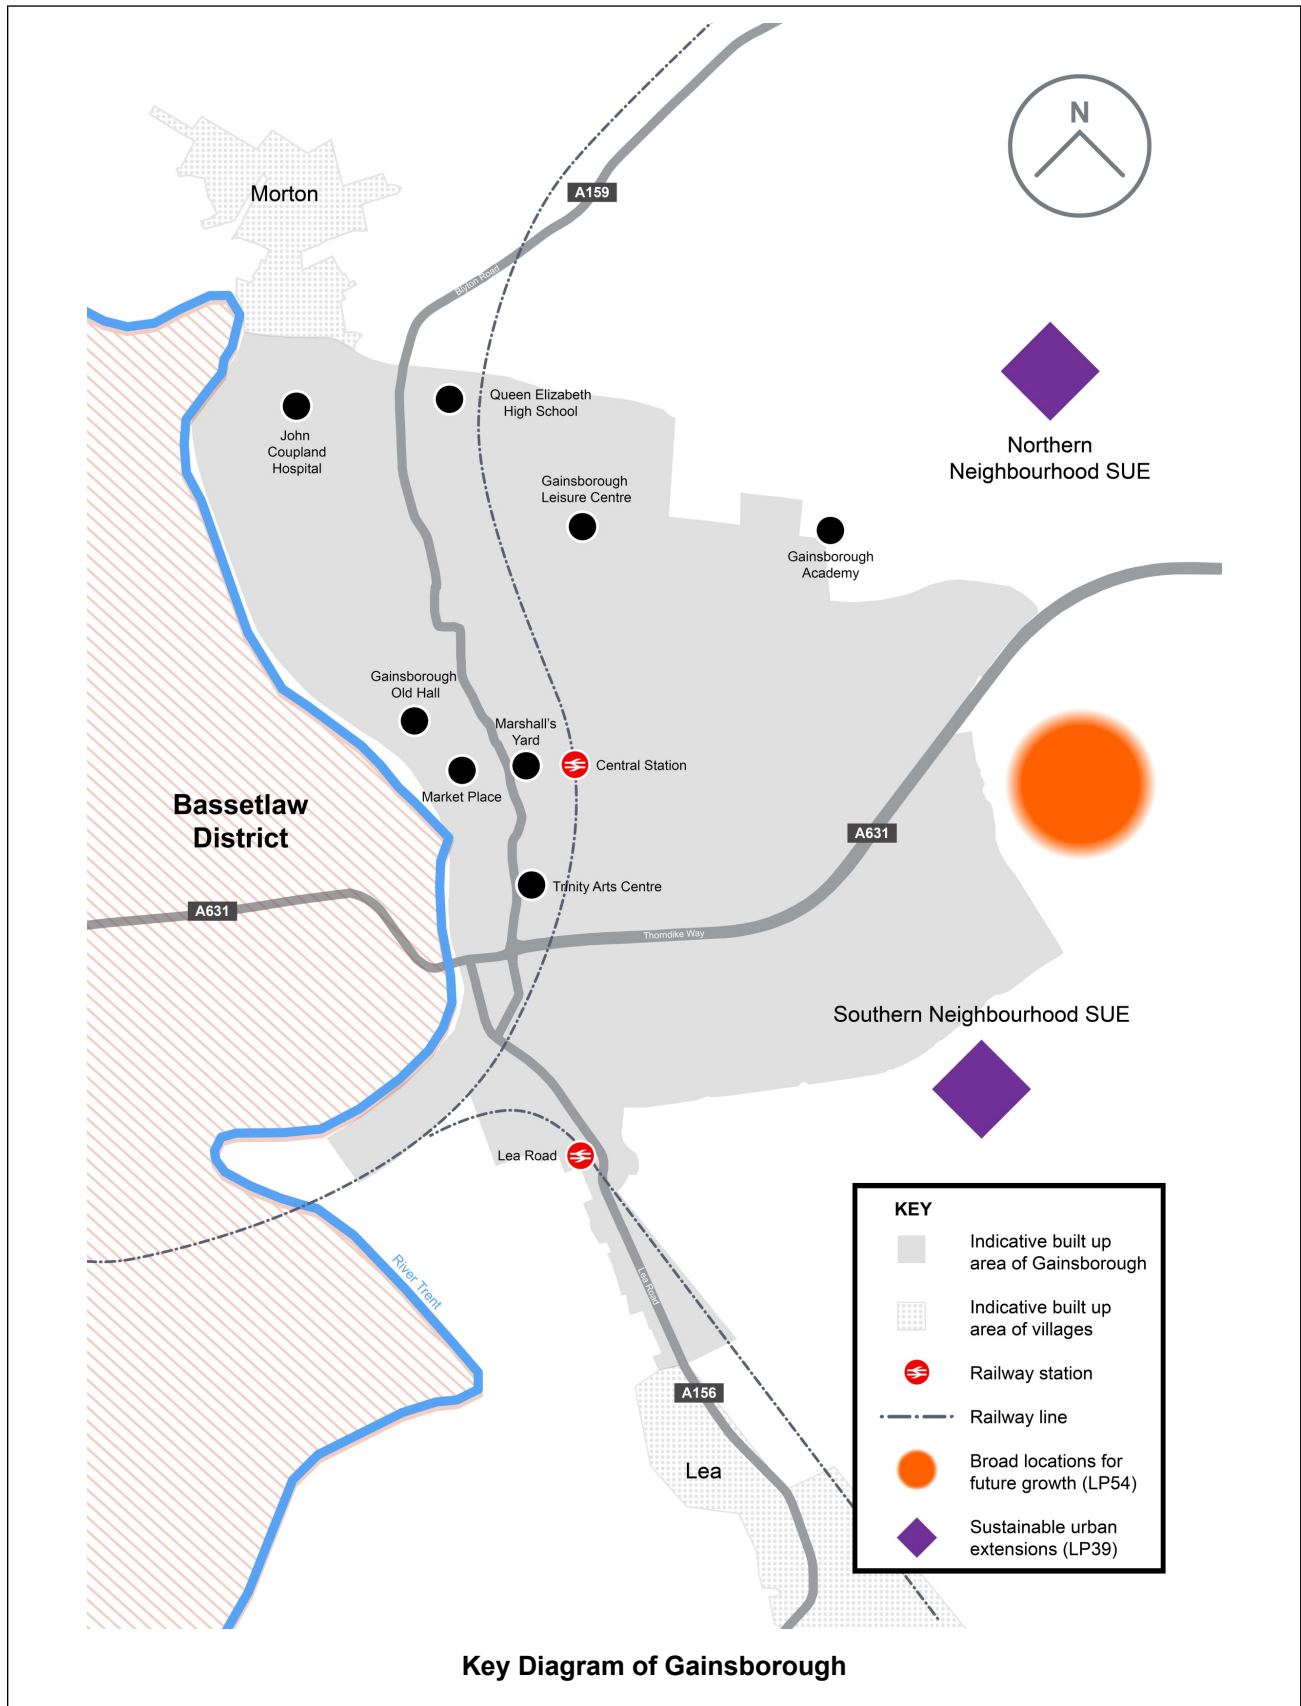 N
A159
Morton
Blyton Road
Queen Elizabeth
High School
John
Coupland
Hospital
Northern
Neighbourhood SUE
Gainsborough
Leisure Centre
Gainsborough
Academy
Gainsborough
Old Hall
Marshall's
Yard
Central Station
Market Place
Bassetlaw
District
A631
Trinity Arts Centre
A631
Thorndike Way
Southern Neighbourhood SUE
Lea Road
River Trent
Lea Road
A156
Lea
KEY
Indicative built up
area of Gainsborough
Indicative built up
area of villages
Railway station
Railway line
Broad locations for
future growth (LP54)
Sustainable urban
extensions (LP39)
Key Diagram of Gainsborough